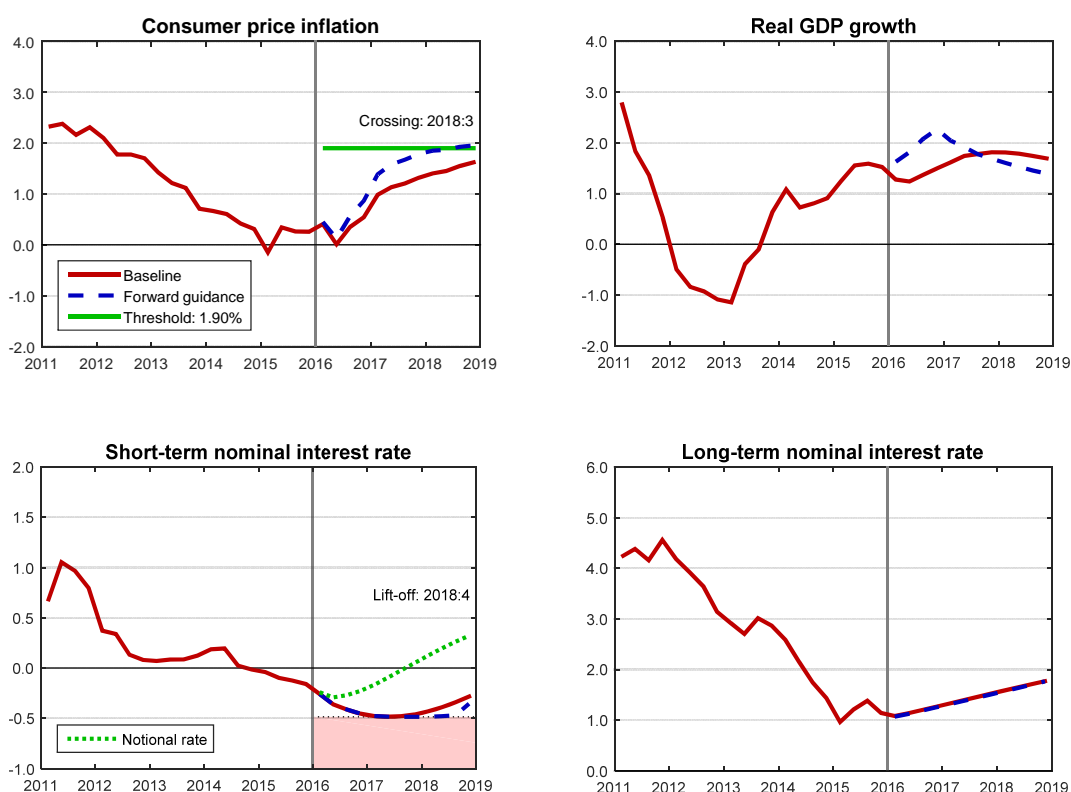 Consumer price inflation
4.0
3.0
2.0
1.0
0.0
-1.0
-2.0
Crossing: 2018:3
Baseline
Forward guidance
Threshold: 1.90%
2011 2012 2013 2014 2015 2016 2017 2018 2019
Real GDP growth
4.0
3.0
2.0
1.0
0.0
-1.0
-2.0
2011 2012 2013 2014 2015 2016 2017 2018 2019
Short-term nominal interest rate
2.0
1.5
1.0
0.5
0.0
-0.5
-1.0
Lift-off: 2018:4
Notional rate
2011 2012 2013 2014 2015 2016 2017 2018 2019
Long-term nominal interest rate
6.0
5.0
4.0
3.0
2.0
1.0
0.0
2011 2012 2013 2014 2015 2016 2017 2018 2019